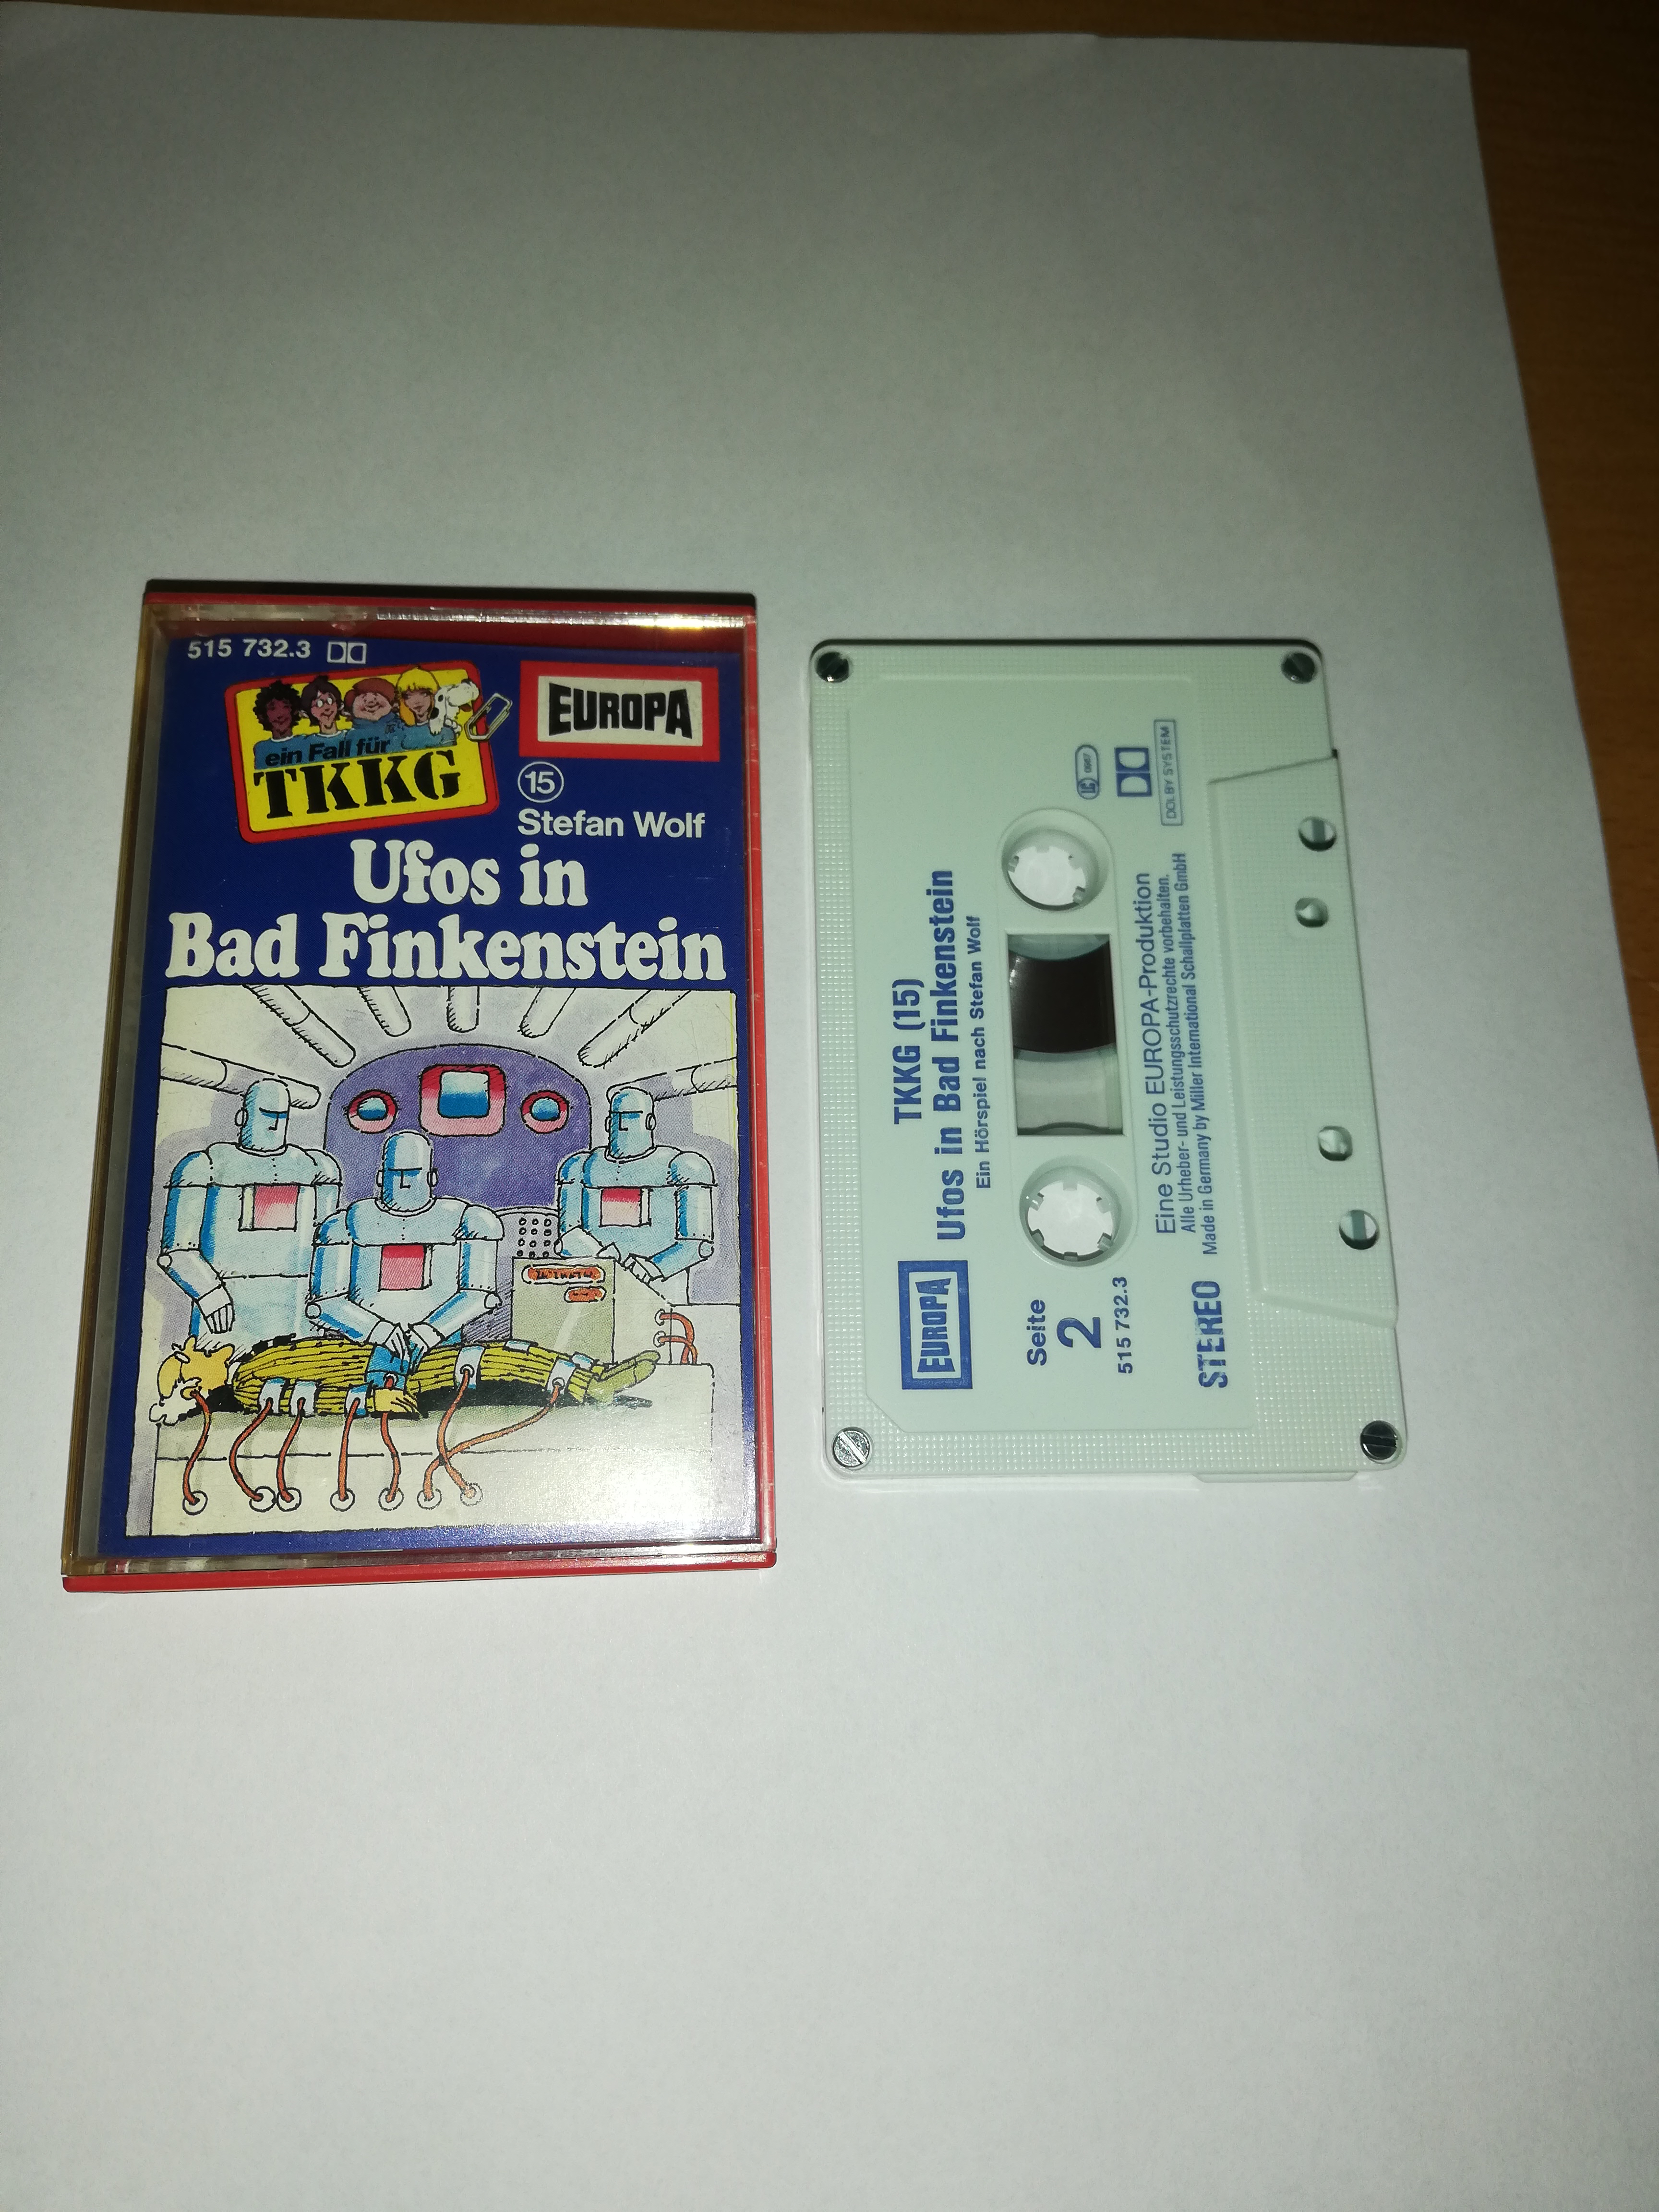 515 732.3
ein Fall für
TKKG
EUROPA
15
Stefan Wolf
Ufos in
Bad Finkenstein
TKKG (15)
Ufos in Bad Finkenstein
Ein Hörspiel nach Stefan Wolf
EUROPA
Seite
2
515 732.3
STEREO
LC 0967
DOLBY SYSTEM
Eine Studio EUROPA-Produktion
Alle Urheber- und Leistungsschutzrechte vorbehalten.
Made in Germany by Miller International Schallplatten GmbH